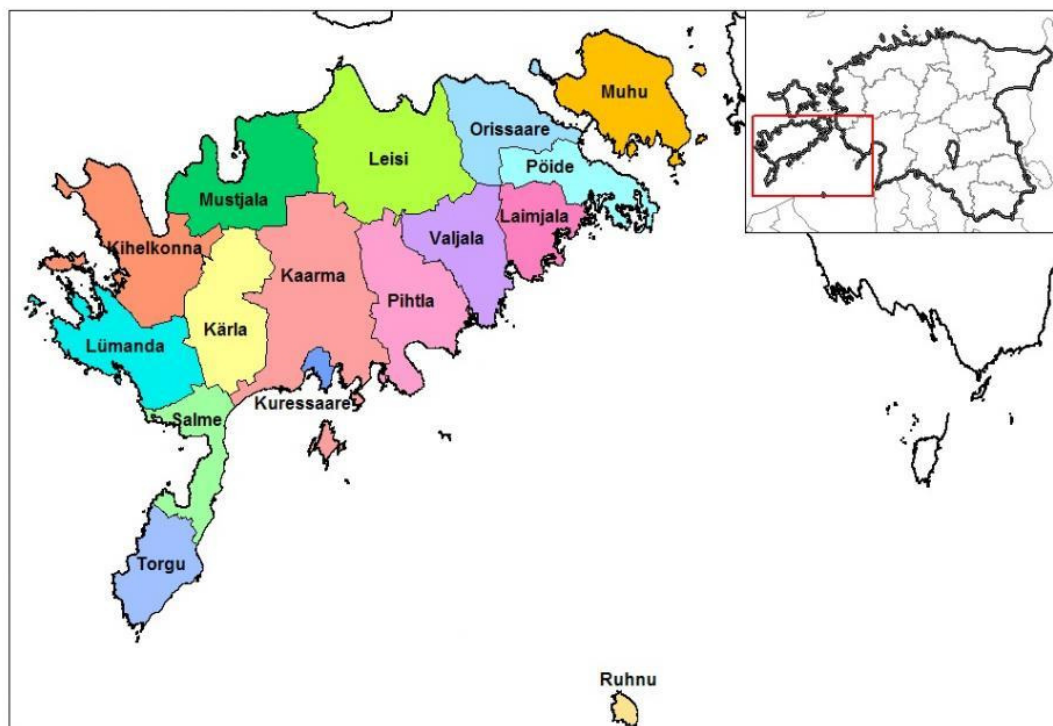 Muhu
Orissaare
Leisi
Pöide
Mustjala
Laimjala
Valjala
Kihelkonna
Kaarma
Pihtla
Kärla
Lümanda
Kuressaare
Salme
Torgu
Ruhnu